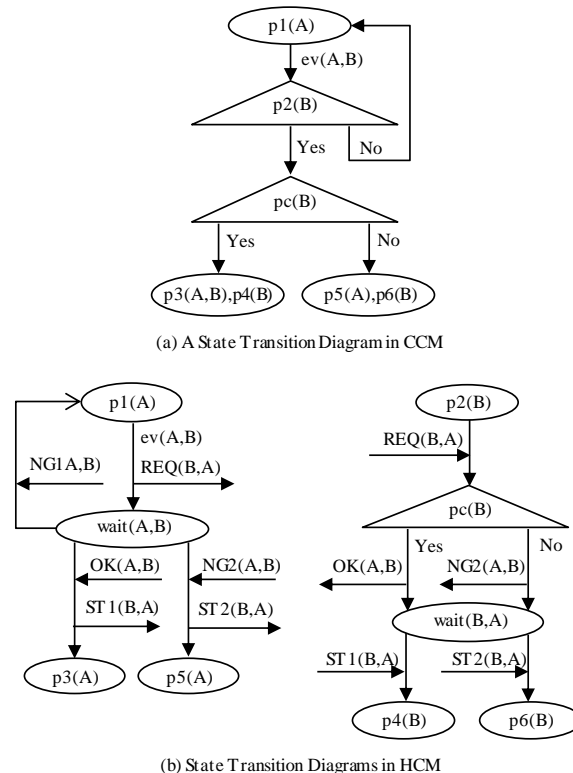 p1(A)
ev(A,B)
p2(B)
Yes
No
pc(B)
Yes
No
p3(A,B),p4(B)
p5(A),p6(B)
(a) A State Transition Diagram in CCM
p1(A)
ev(A,B)
NG1A,B)
REQ(B,A)
wait(A,B)
OK(A,B)
NG2(A,B)
ST1(B,A)
ST2(B,A)
p3(A)
p5(A)
p2(B)
REQ(B,A)
pc(B)
Yes
No
OK(A,B)
NG2(A,B)
wait(B,A)
ST1(B,A)
ST2(B,A)
p4(B)
p6(B)
(b) State Transition Diagrams in HCM